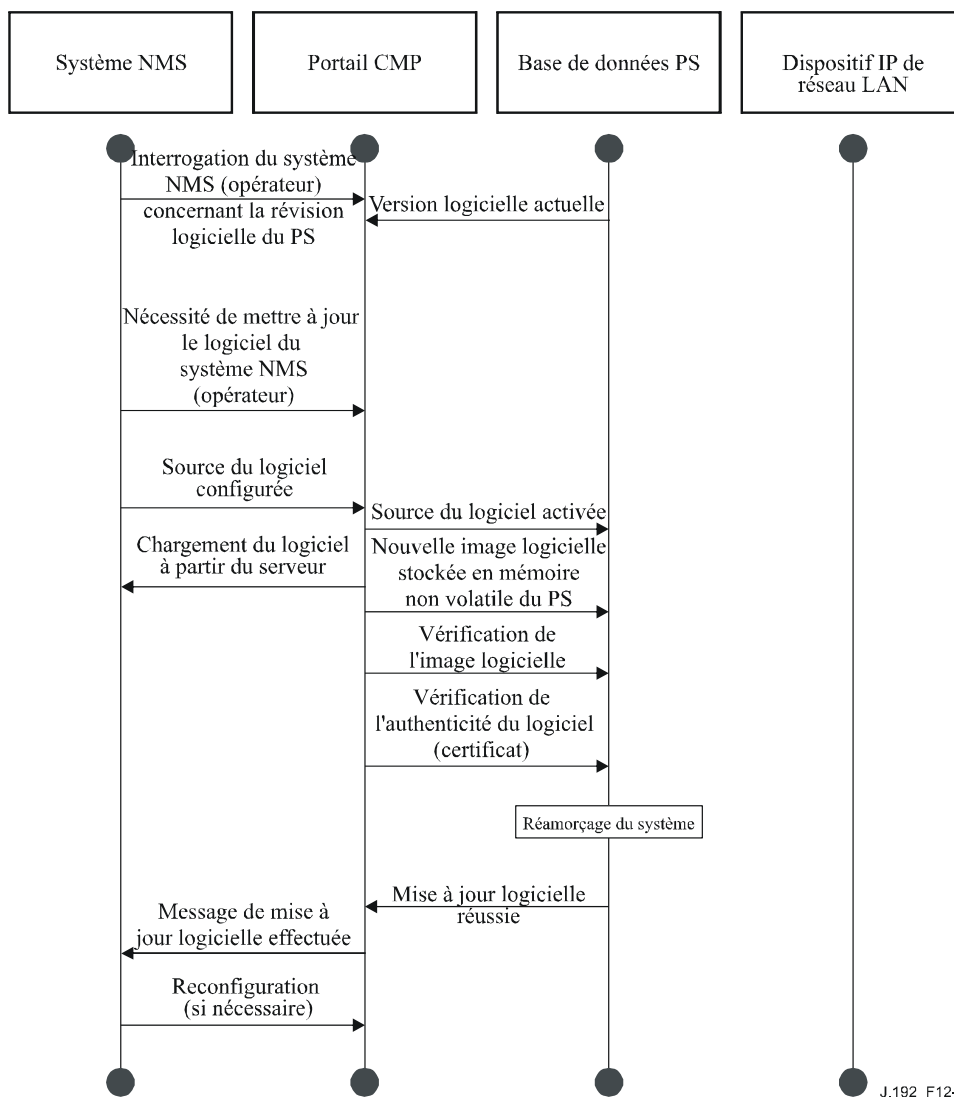 Système NMS
Portail CMP
Base de données PS
Dispositif IP de
réseau LAN
Interrogation du système
NMS (opérateur)
concernant la révision
logicielle du PS
Version logicielle actuelle
Nécessité de mettre à jour
le logiciel du
système NMS
(opérateur)
Source du logiciel
configurée
Source du logiciel activée
Chargement du logiciel
à partir du serveur
Nouvelle image logicielle
stockée en mémoire
non volatile du PS
Vérification de
l'image logicielle
Vérification de
l'authenticité du logiciel
(certificat)
Réamorçage du système
Mise à jour logicielle
réussie
Message de mise à
jour logicielle effectuée
Reconfiguration
(si nécessaire)
J.192_F12-